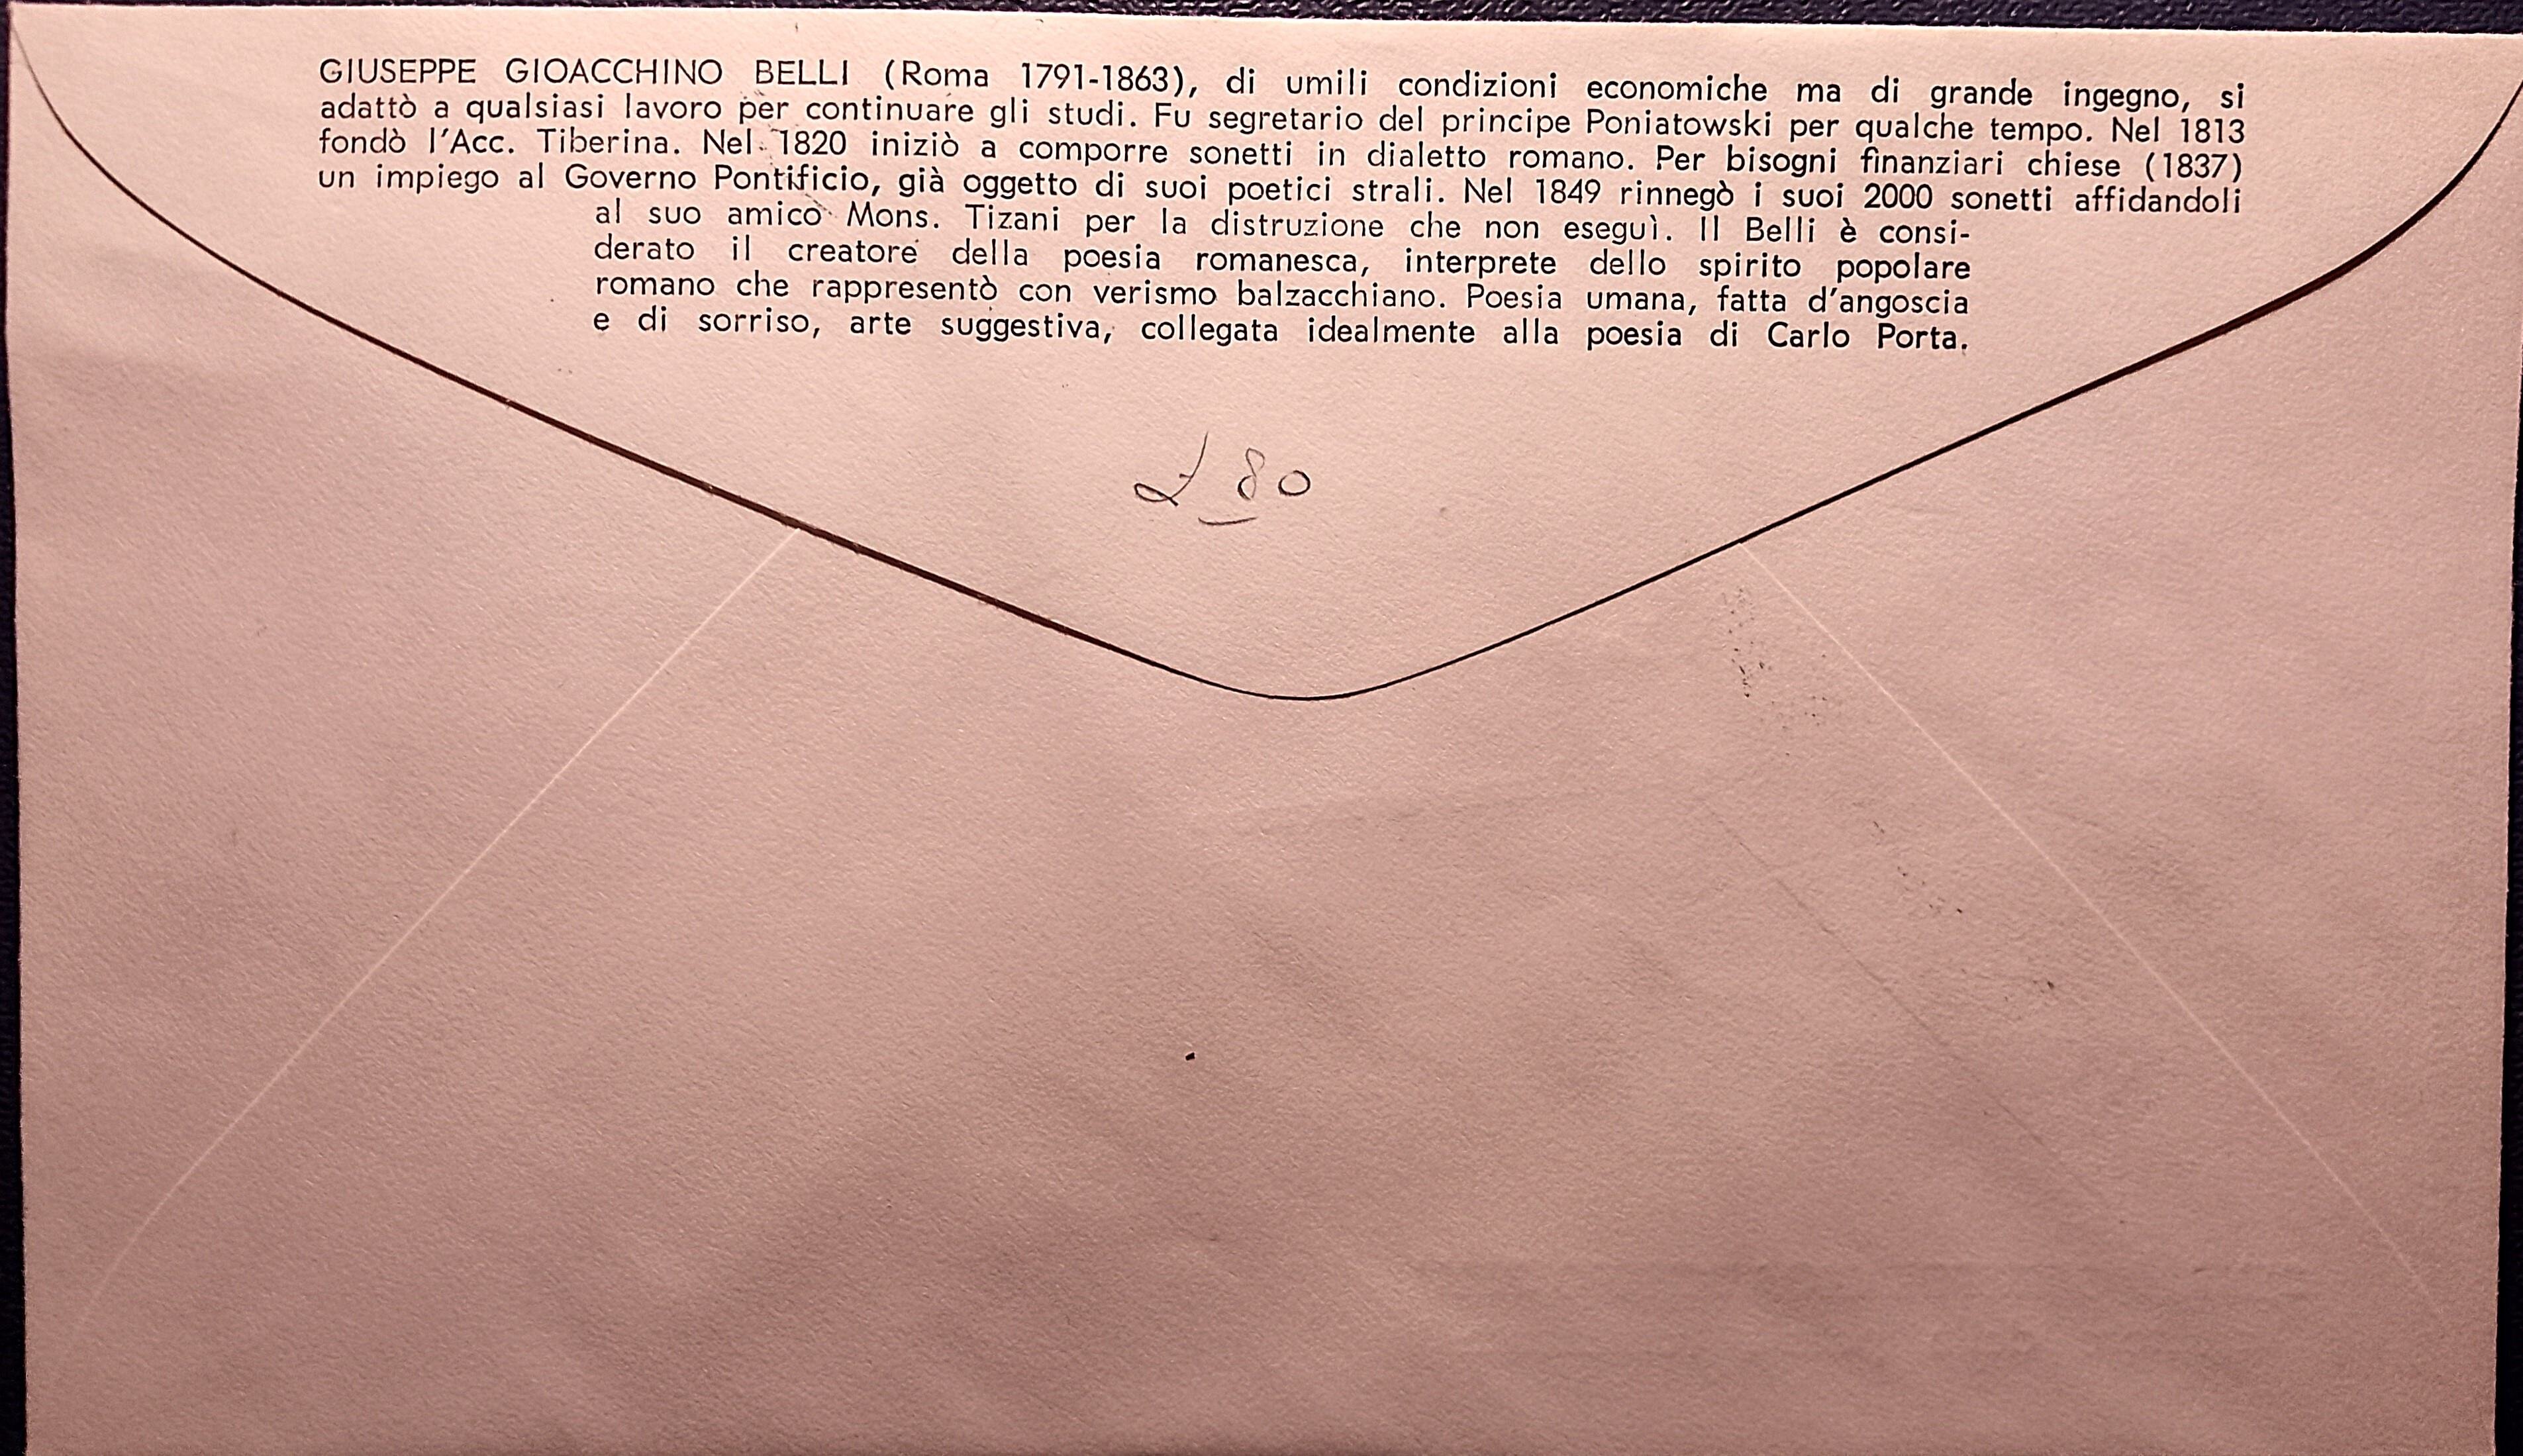 GIUSEPPE GIOACCHINO BELLI (Roma 1791-1863), di umili condizioni economiche ma di grande ingegno, si
adattò a qualsiasi lavoro per continuare gli studi. Fu segretario del principe Poniatowski per qualche tempo. Nel 1813
fondò l'Acc. Tiberina. Nel 1820 iniziò a comporre sonetti in dialetto romano. Per bisogni finanziari chiese (1837)
un impiego al Governo Pontificio, già oggetto di suoi poetici strali. Nel 1849 rinnegò i suoi 2000 sonetti affidandoli
al suo amico Mons. Tizani per la distruzione che non eseguì. Il Belli è consi-
derato il creatore della poesia romanesca, interprete dello spirito popolare
romano che rappresentò con verismo balzacchiano. Poesia umana, fatta d'angoscia
e di sorriso, arte suggestiva, collegata idealmente alla poesia di Carlo Porta.
£ 80